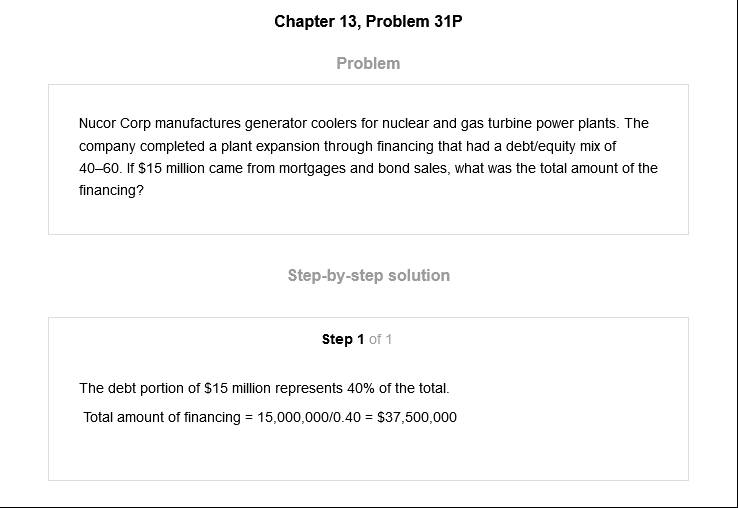 Chapter 13, Problem 31P
Problem
Nucor Corp manufactures generator coolers for nuclear and gas turbine power plants. The
company completed a plant expansion through financing that had a debt/equity mix of
40–60. If $15 million came from mortgages and bond sales, what was the total amount of the
financing?
Step-by-step solution
Step 1 of 1
The debt portion of $15 million represents 40% of the total.
Total amount of financing = 15,000,000/0.40 = $37,500,000